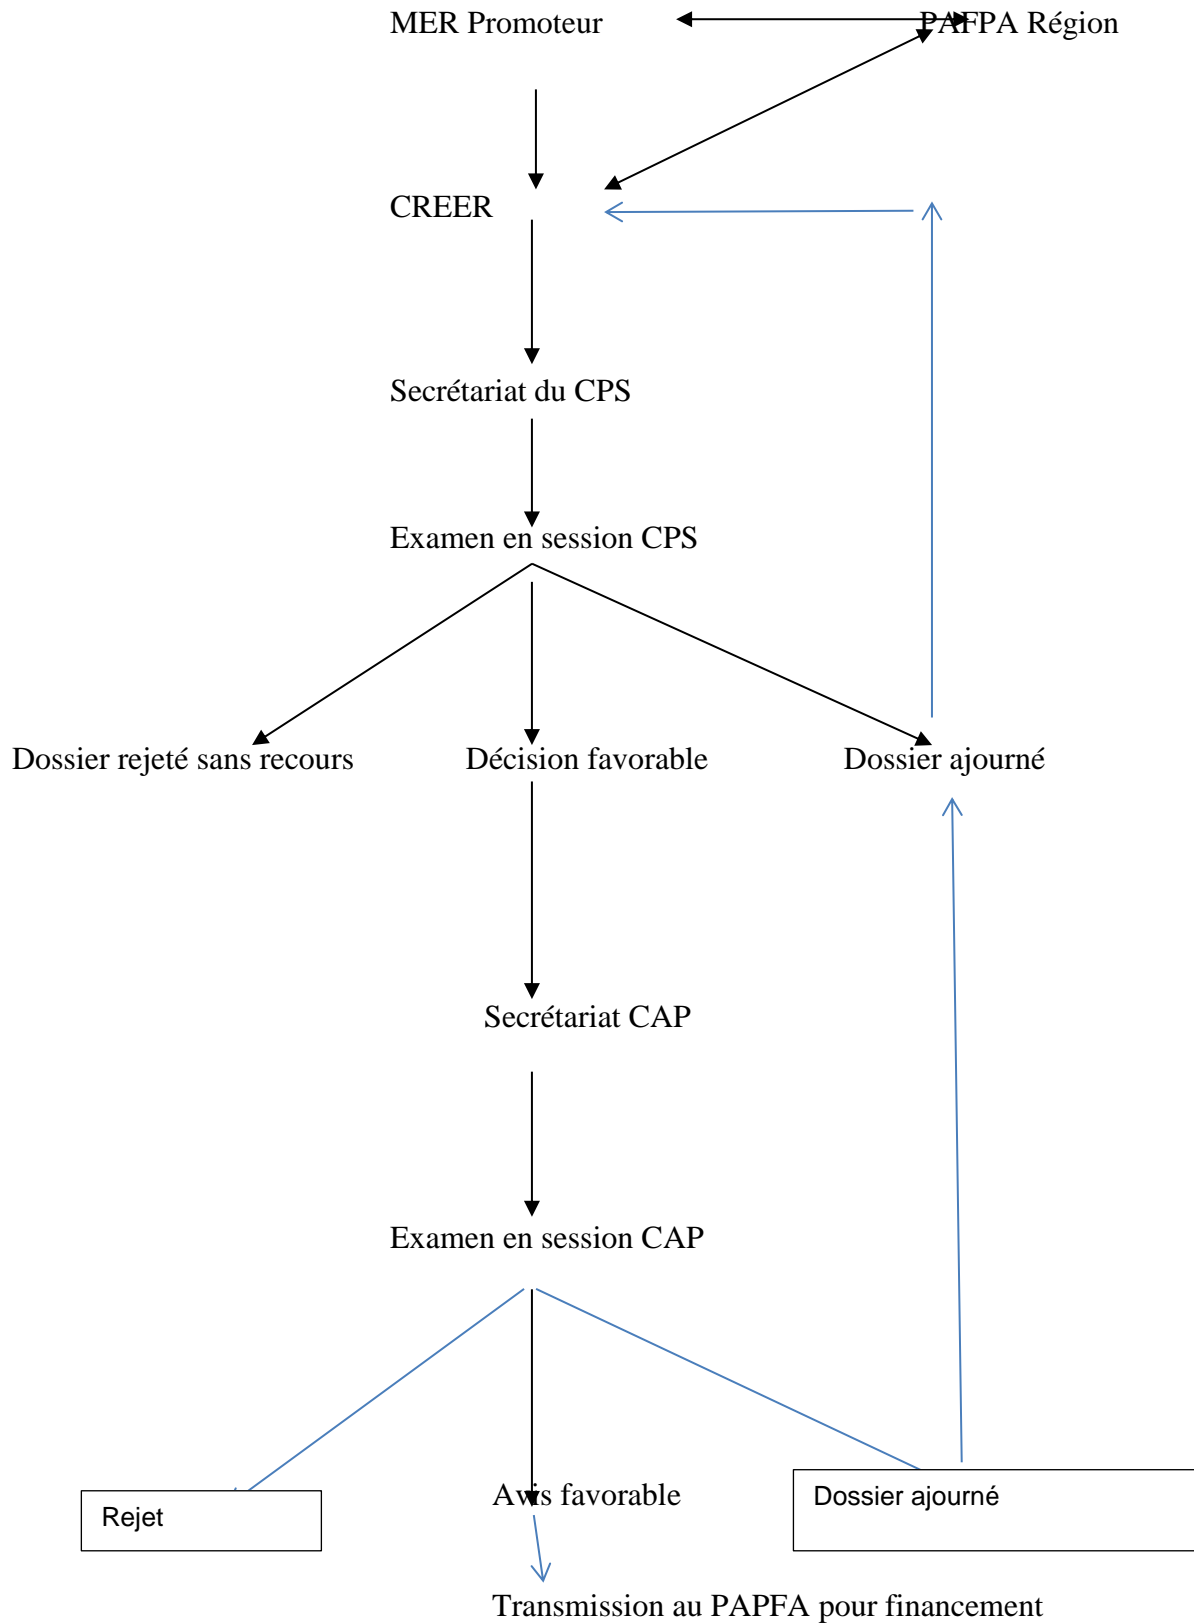 MER Promoteur
PAFPA Région
CREER
Secrétariat du CPS
Examen en session CPS
Dossier rejeté sans recours
Décision favorable
Dossier ajourné
Secrétariat CAP
Examen en session CAP
Rejet
Avis favorable
Dossier ajourné
Transmission au PAPFA pour financement